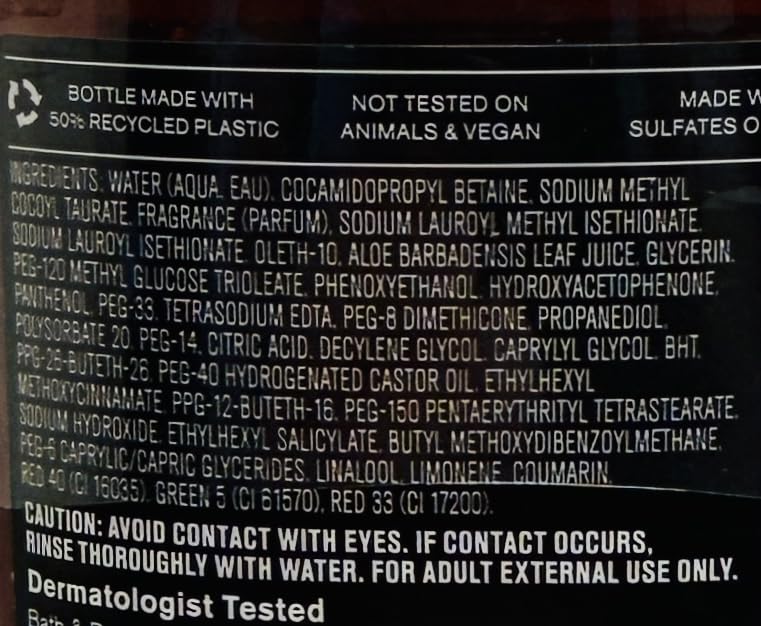 BOTTLE MADE WITH
50% RECYCLED PLASTIC
NOT TESTED ON
ANIMALS & VEGAN
MADE W
SULFATES O
INGREDIENTS: WATER (AQUA, EAU), COCAMIDOPROPYL BETAINE, SODIUM METHYL
COCOYL TAURATE, FRAGRANCE (PARFUM), SODIUM LAUROYL METHYL ISETHIONATE,
SODIUM LAUROYL ISETHIONATE, OLETH-10, ALOE BARBADENSIS LEAF JUICE, GLYCERIN,
PEG-120 METHYL GLUCOSE TRIOLEATE, PHENOXYETHANOL, HYDROXYACETOPHENONE,
PANTHENOL, PEG-33, TETRASODIUM EDTA, PEG-8 DIMETHICONE, PROPANEDIOL,
POLYSORBATE 20, PEG-14, CITRIC ACID, DECYLENE GLYCOL, CAPRYLYL GLYCOL, BHT,
PPG-26-BUTETH-26, PEG-40 HYDROGENATED CASTOR OIL, ETHYLHEXYL
METHOXYCINNAMATE, PPG-12-BUTETH-16, PEG-150 PENTAERYTHRITYL TETRASTEARATE,
SODIUM HYDROXIDE, ETHYLHEXYL SALICYLATE, BUTYL METHOXYDIBENZOYLMETHANE,
PEG-6 CAPRYLIC/CAPRIC GLYCERIDES, LINALOOL, LIMONENE, COUMARIN,
RED 40 (CI 16035), GREEN 5 (CI 61570), RED 33 (CI 17200).
CAUTION: AVOID CONTACT WITH EYES. IF CONTACT OCCURS,
RINSE THOROUGHLY WITH WATER. FOR ADULT EXTERNAL USE ONLY.
Dermatologist Tested
Bath &